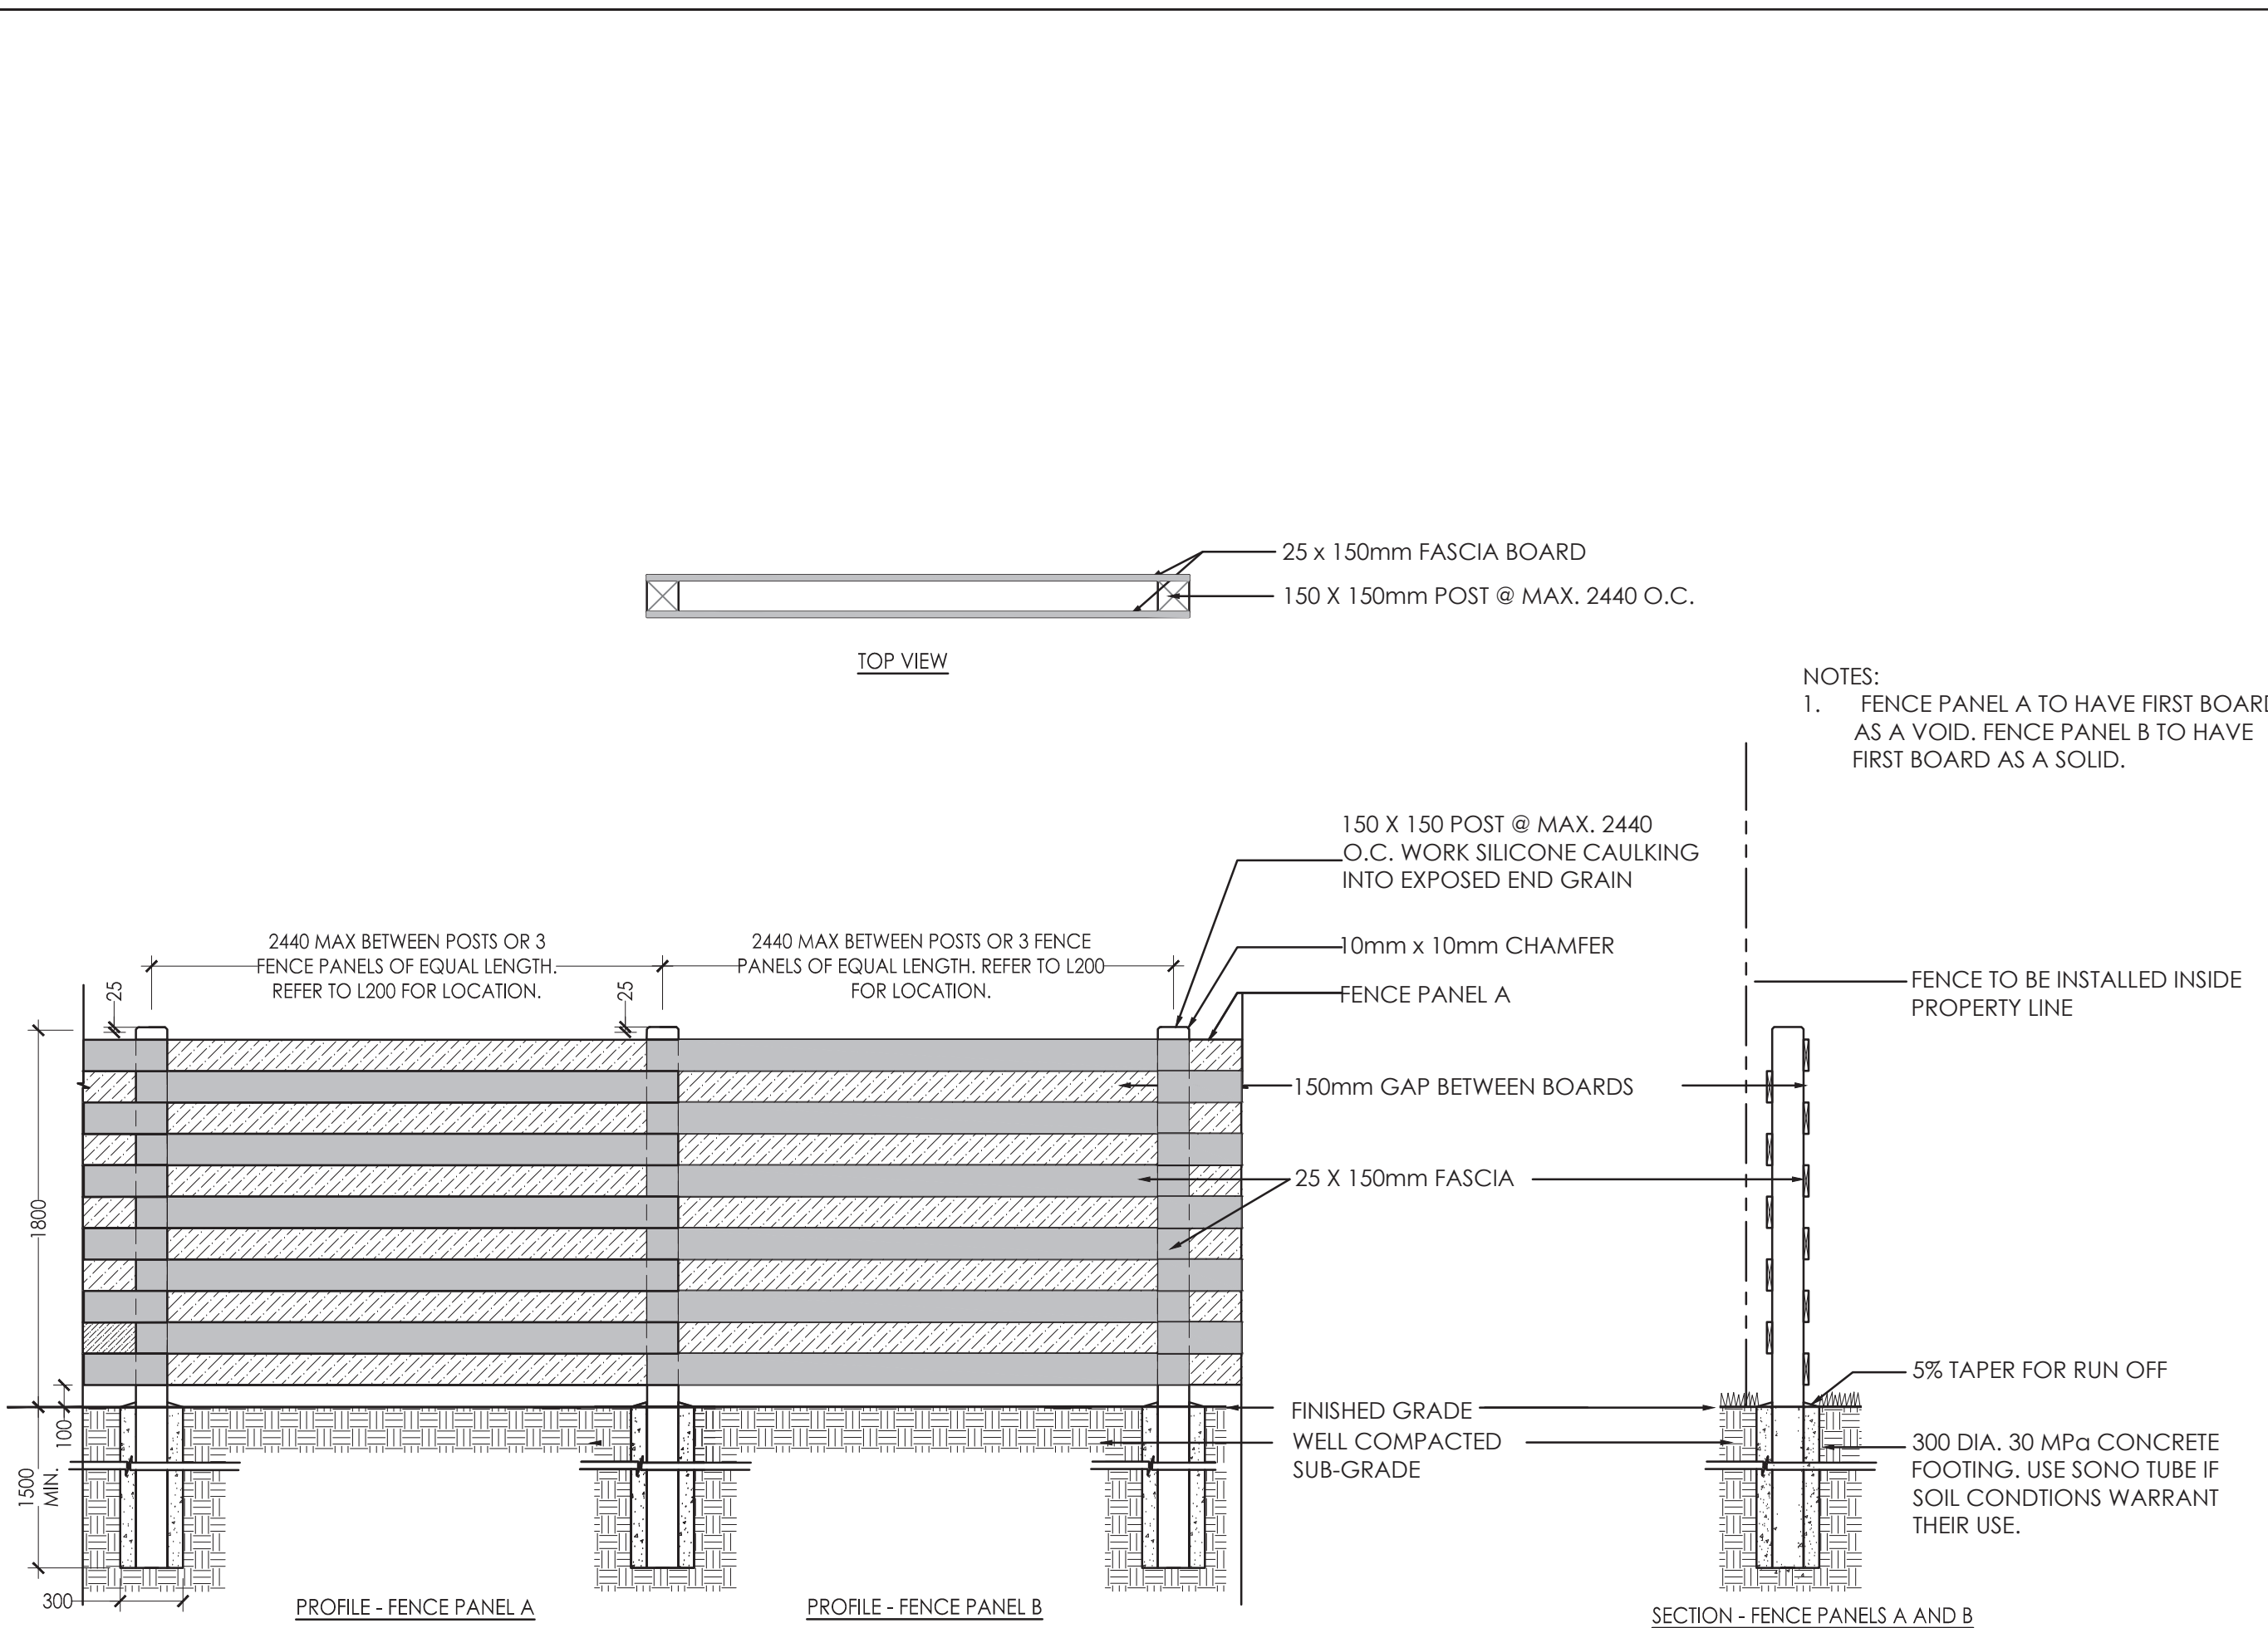 25 x 150mm FASCIA BOARD
150 X 150mm POST @ MAX. 2440 O.C.
TOP VIEW
NOTES:
1. FENCE PANEL A TO HAVE FIRST BOARD
AS A VOID. FENCE PANEL B TO HAVE
FIRST BOARD AS A SOLID.
150 X 150 POST @ MAX. 2440
O.C. WORK SILICONE CAULKING
INTO EXPOSED END GRAIN
10mm x 10mm CHAMFER
FENCE PANEL A
2440 MAX BETWEEN POSTS OR 3
FENCE PANELS OF EQUAL LENGTH.
REFER TO L200 FOR LOCATION.
2440 MAX BETWEEN POSTS OR 3 FENCE
PANELS OF EQUAL LENGTH. REFER TO L200
FOR LOCATION.
25
25
FENCE TO BE INSTALLED INSIDE
PROPERTY LINE
150mm GAP BETWEEN BOARDS
25 X 150mm FASCIA
1800
100
1500
MIN.
300
5% TAPER FOR RUN OFF
FINISHED GRADE
WELL COMPACTED
SUB-GRADE
300 DIA. 30 MPa CONCRETE
FOOTING. USE SONO TUBE IF
SOIL CONDTIONS WARRANT
THEIR USE.
PROFILE - FENCE PANEL A
PROFILE - FENCE PANEL B
SECTION - FENCE PANELS A AND B